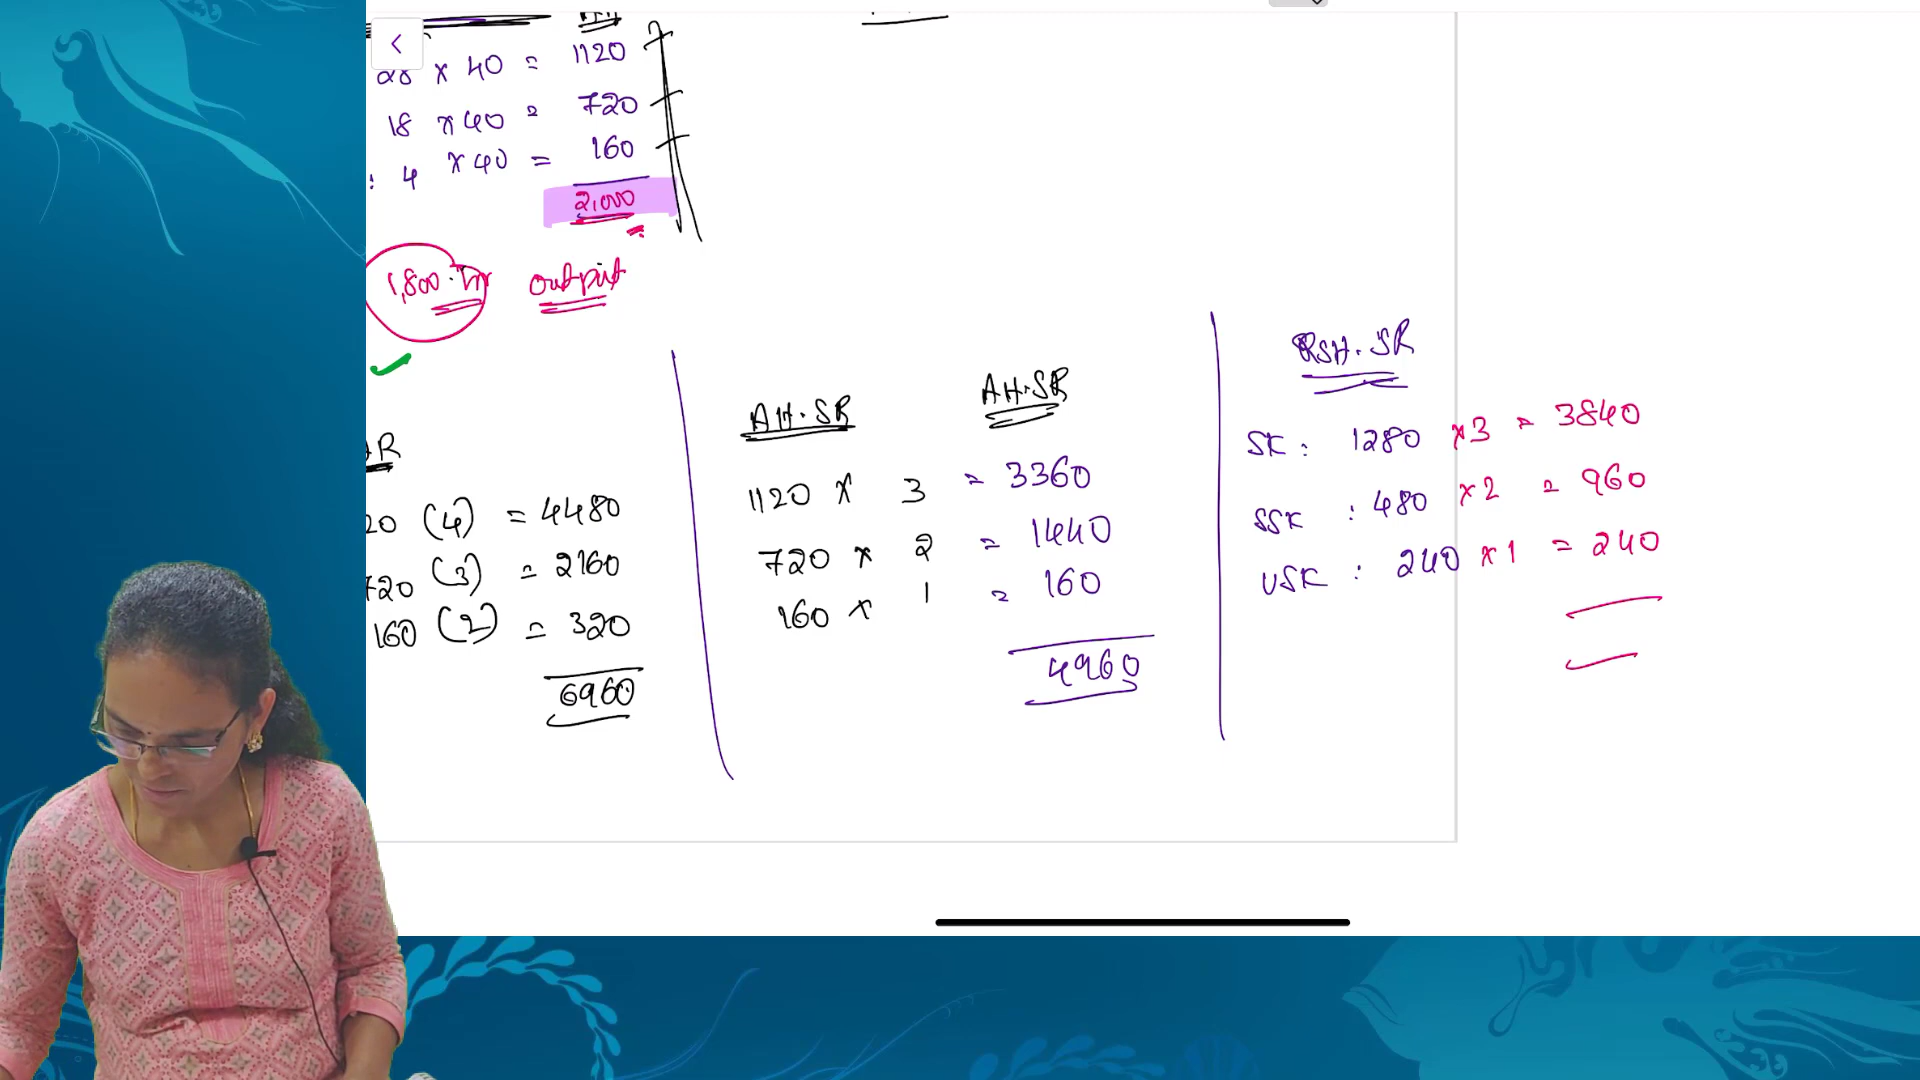 28 x 40 = 1120
18 x 40 = 720
: 4 x 40 = 160
2,000
1,800 hr output
AH.SR AH.SR
1120 x 3 = 3360
720 x 2 = 1440
160 x 1 = 160
4960
20 (4) = 4480
720 (3) = 2160
160 (2) = 320
6960
RSH.SR
SK : 1280 x 3 = 3840
SSK : 480 x 2 = 960
USK : 240 x 1 = 240